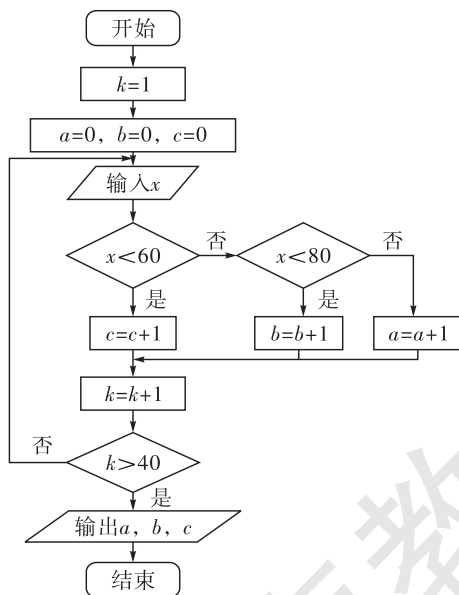 开始
k=1
a=0，b=0，c=0
输入x
x<60
否
x<80
否
是
是
c=c+1
b=b+1
a=a+1
k=k+1
否
k>40
是
输出a，b，c
结束
教